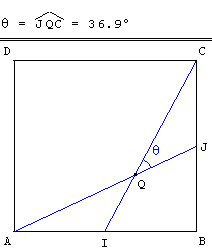 θ = JQC = 36.9°
D C
J
θ
Q
A I B